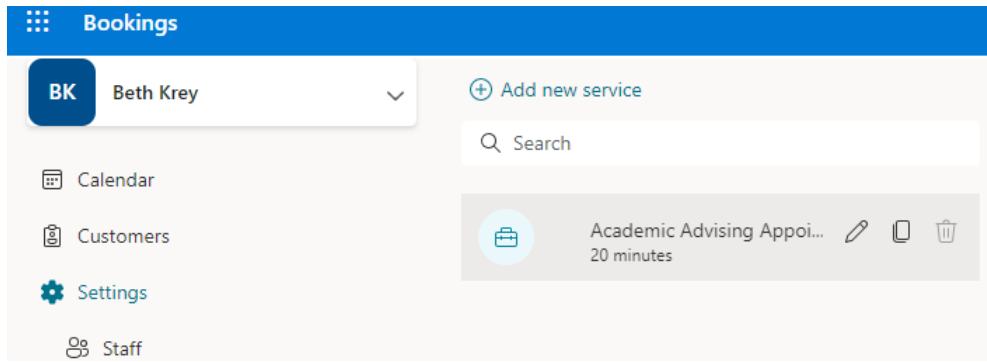 Bookings
BK Beth Krey
Calendar
Customers
Settings
Staff
Add new service
Search
Academic Advising Appoi...
20 minutes